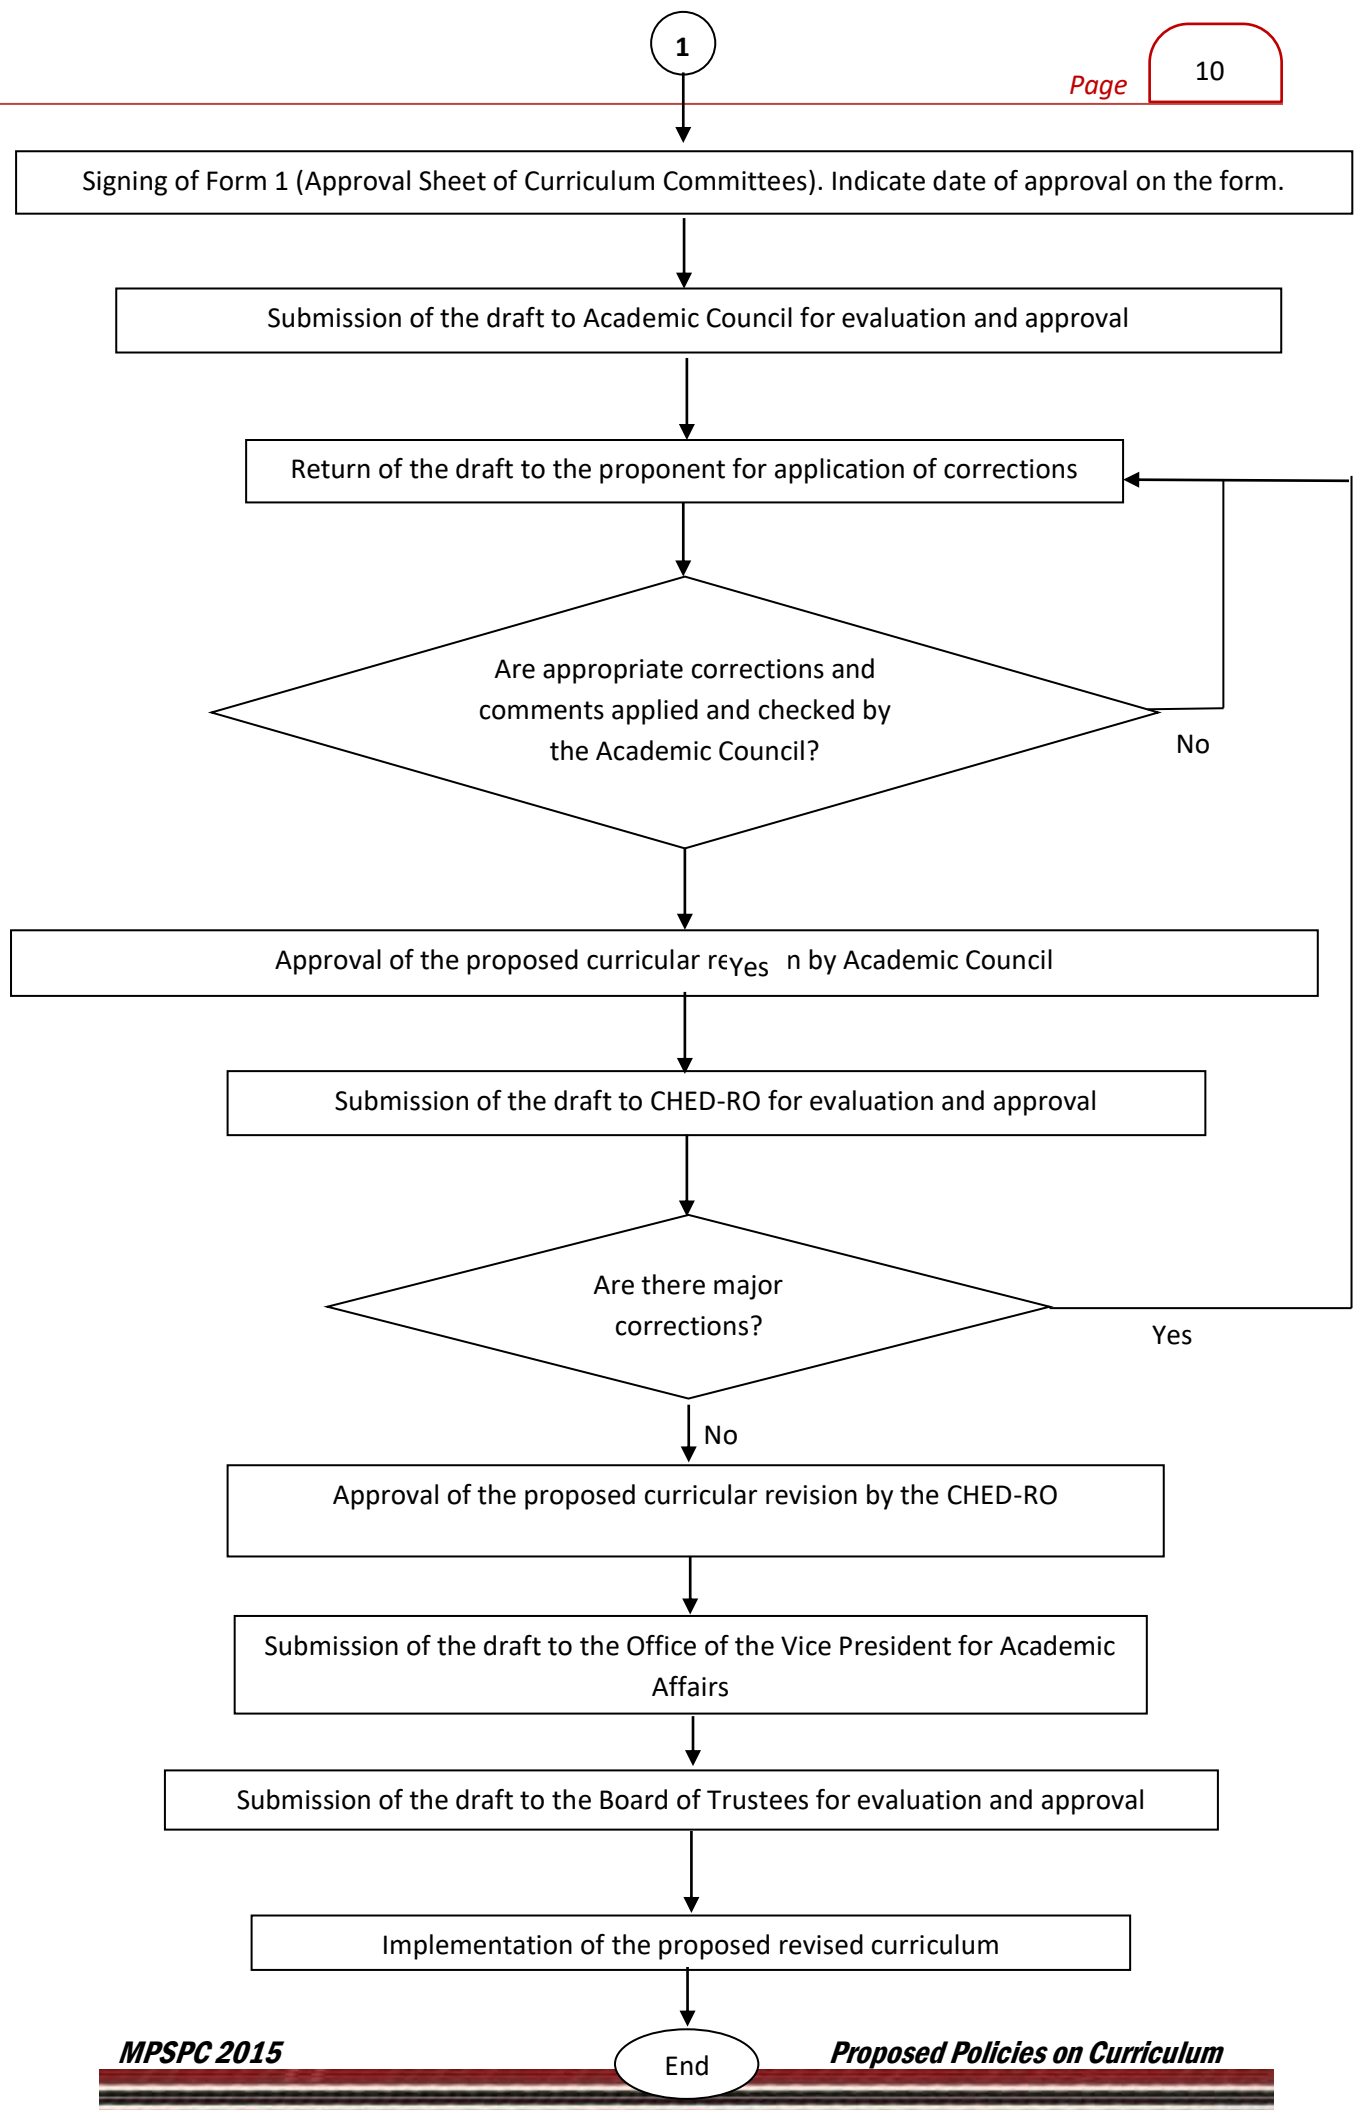 1
Page 10
Signing of Form 1 (Approval Sheet of Curriculum Committees). Indicate date of approval on the form.
Submission of the draft to Academic Council for evaluation and approval
Return of the draft to the proponent for application of corrections
Are appropriate corrections and
comments applied and checked by
the Academic Council?
No
Approval of the proposed curricular re n by Academic Council
Yes
Submission of the draft to CHED-RO for evaluation and approval
Are there major
corrections?
Yes
No
Approval of the proposed curricular revision by the CHED-RO
Submission of the draft to the Office of the Vice President for Academic
Affairs
Submission of the draft to the Board of Trustees for evaluation and approval
Implementation of the proposed revised curriculum
MPSPC 2015
End
Proposed Policies on Curriculum